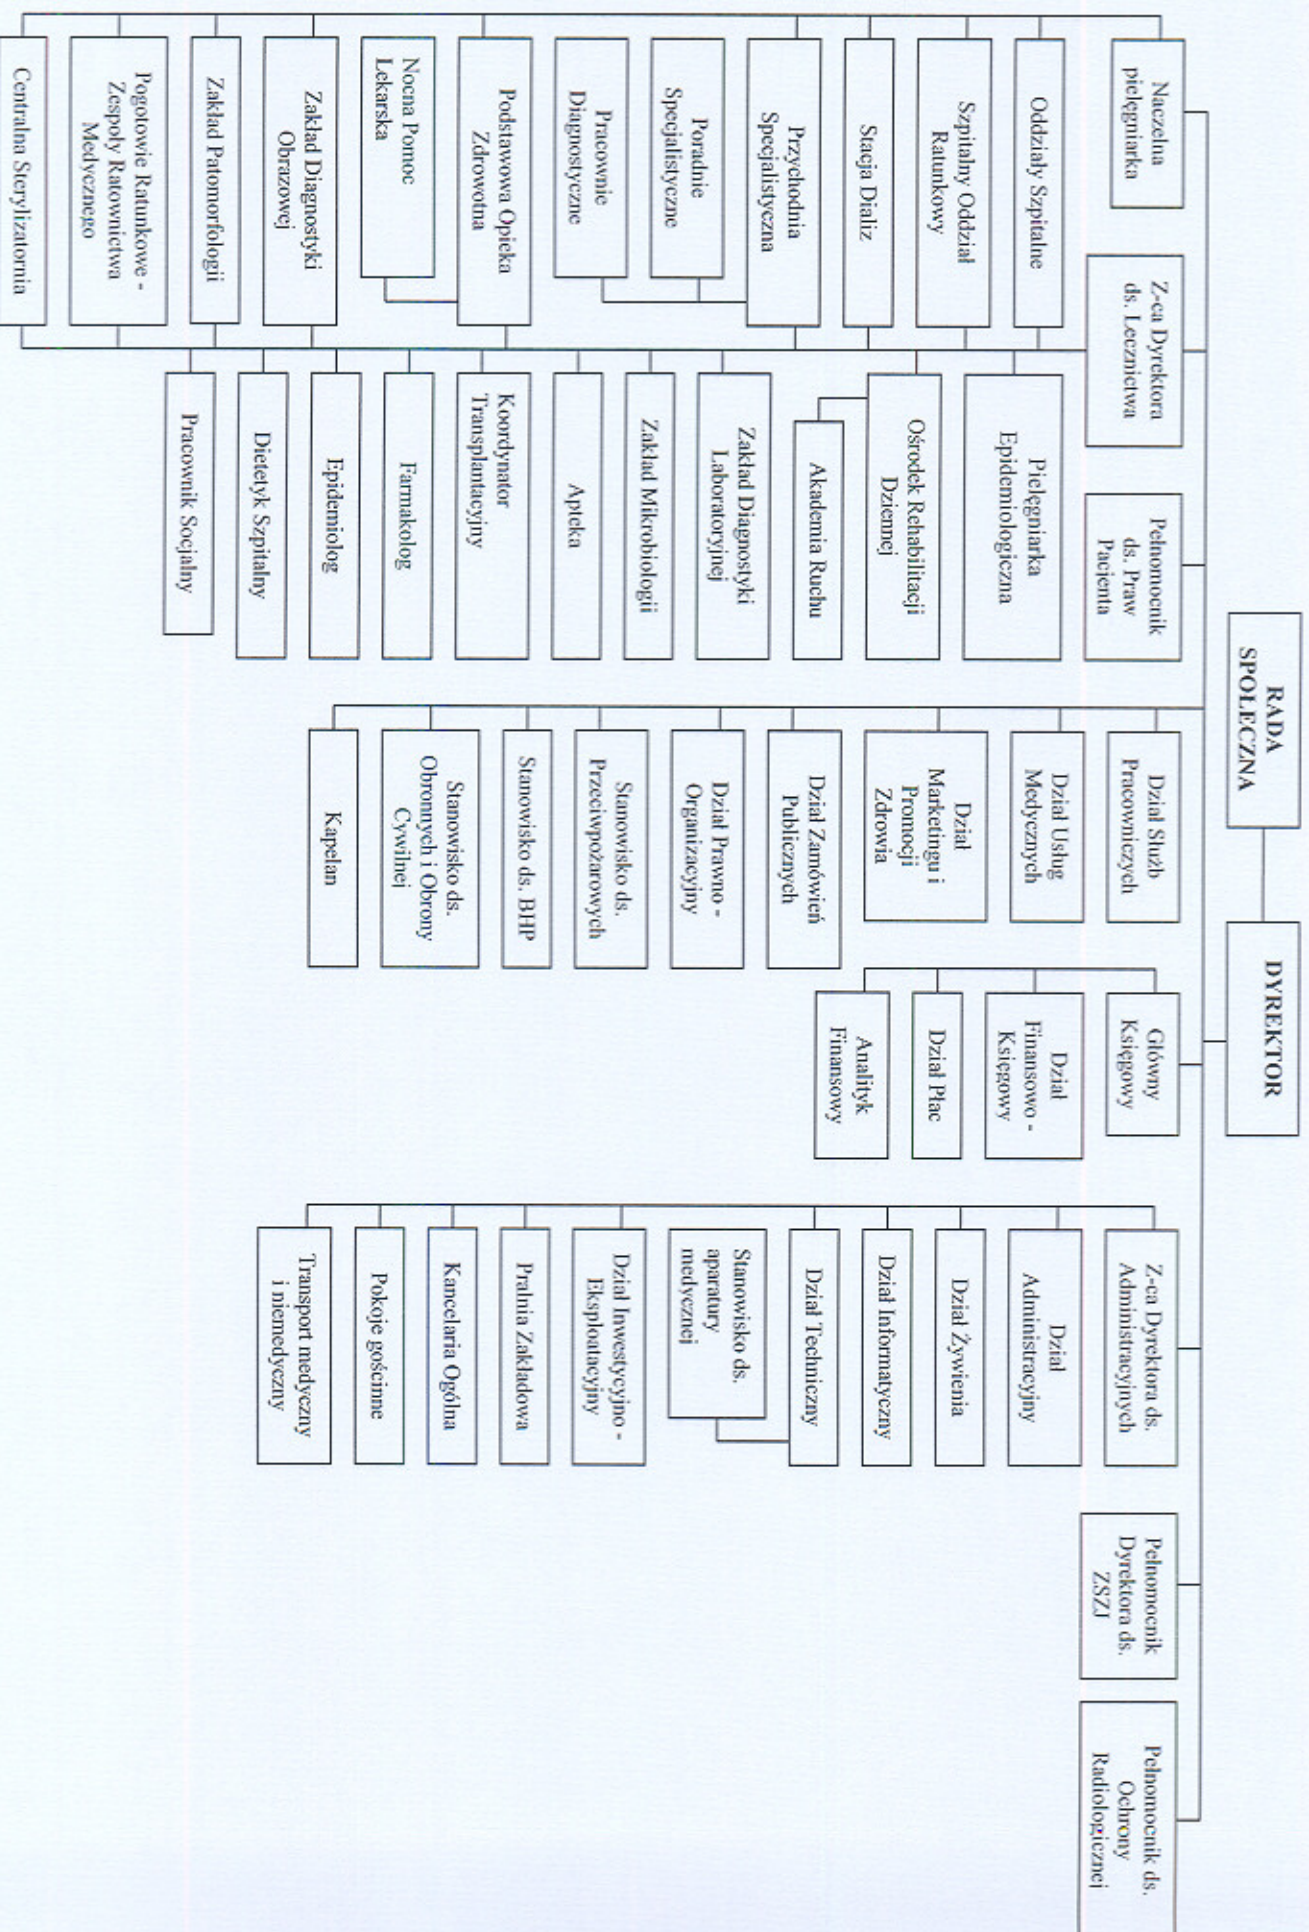 RADA
SPOŁECZNA
DYREKTOR
Naczelna
pielęgniarka
Z-ca Dyrektora
ds. Lecznictwa
Pełnomocnik
ds. Praw
Pacjenta
Dział Służb
Pracowniczych
Główny
Księgowy
Z-ca Dyrektora ds.
Administracyjnych
Pełnomocnik
Dyrektora ds.
ZSZJ
Pełnomocnik ds.
Ochrony
Radiologicznej
Oddziały Szpitalne
Szpitalny Oddział
Ratunkowy
Stacja Dializ
Przychodnia
Specjalistyczna
Poradnie
Specjalistyczne
Pracownie
Diagnostyczne
Podstawowa Opieka
Zdrowotna
Nocna Pomoc
Lekarska
Zakład Diagnostyki
Obrazowej
Zakład Patomorfologii
Pogotowie Ratunkowe -
Zespoły Ratownictwa
Medycznego
Centralna Sterylizatornia
Pielęgniarka
Epidemiologiczna
Ośrodek Rehabilitacji
Dziennej
Akademia Ruchu
Zakład Diagnostyki
Laboratoryjnej
Zakład Mikrobiologii
Apteka
Koordynator
Transplantacyjny
Farmakolog
Epidemiolog
Dietetyk Szpitalny
Pracownik Socjalny
Dział Usług
Medycznych
Dział
Marketingu i
Promocji
Zdrowia
Dział Zamówień
Publicznych
Dział Prawno -
Organizacyjny
Stanowisko ds.
Przeciwpożarowych
Stanowisko ds. BHP
Stanowisko ds.
Obronnych i Obrony
Cywilnej
Kapelan
Dział
Finansowo -
Księgowy
Dział Płac
Analityk
Finansowy
Dział
Administracyjny
Dział Żywienia
Dział Informatyczny
Dział Techniczny
Stanowisko ds.
aparatury
medycznej
Dział Inwestycyjno -
Eksploatacyjny
Pralnia Zakładowa
Kancelaria Ogólna
Pokoje gościnne
Transport medyczny
i niemedyczny